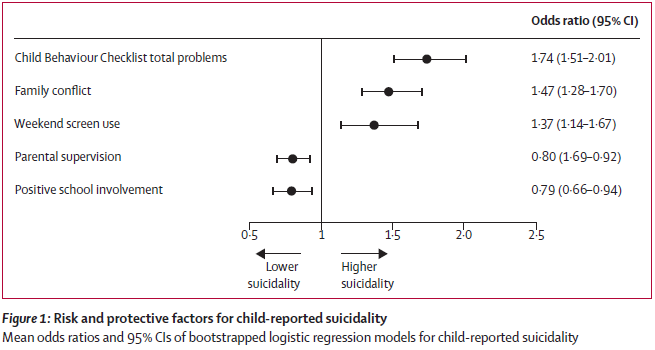 Odds ratio (95% CI)
Child Behaviour Checklist total problems 1·74 (1·51–2·01)
Family conflict 1·47 (1·28–1·70)
Weekend screen use 1·37 (1·14–1·67)
Parental supervision 0·80 (1·69–0·92)
Positive school involvement 0·79 (0·66–0·94)
0·5 1 1·5 2·0 2·5
Lower Higher
suicidality suicidality
Figure 1: Risk and protective factors for child-reported suicidality
Mean odds ratios and 95% CIs of bootstrapped logistic regression models for child-reported suicidality